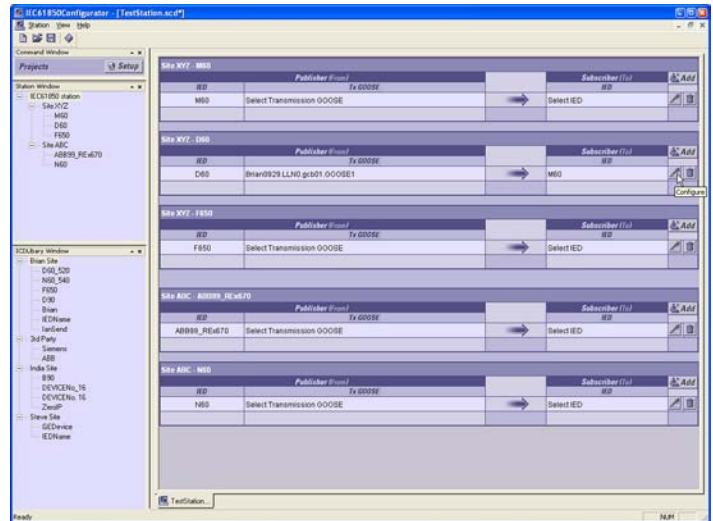 IEC61850Configurator - [TestStation.scd*]
Station View Help
Command Window
Projects Setup
Station Window
IEC61850 station
Site XYZ
M60
D60
F650
Site ABC
ABB99_REx670
N60
ICDLibary Window
Brian Site
D60_520
N60_540
F650
D90
Brian
IEDName
IanSend
3rd Party
Siemens
ABB
India Site
B90
DEVICENo_16
DEVICENo. 16
ZeroIP
Steve Site
GEDevice
IEDName
Site XYZ - M60
Publisher (From) Subscriber (To) Add
IED Tx GOOSE IED
M60 Select Transmission GOOSE Select IED
Site XYZ - D60
Publisher (From) Subscriber (To) Add
IED Tx GOOSE IED
D60 Brian0929.LLN0.gcb01.GOOSE1 M60
Configure
Site XYZ - F650
Publisher (From) Subscriber (To) Add
IED Tx GOOSE IED
F650 Select Transmission GOOSE Select IED
Site ABC - ABB99_REx670
Publisher (From) Subscriber (To) Add
IED Tx GOOSE IED
ABB99_REx670 Select Transmission GOOSE Select IED
Site ABC - N60
Publisher (From) Subscriber (To) Add
IED Tx GOOSE IED
N60 Select Transmission GOOSE Select IED
TestStation...
Ready NUM